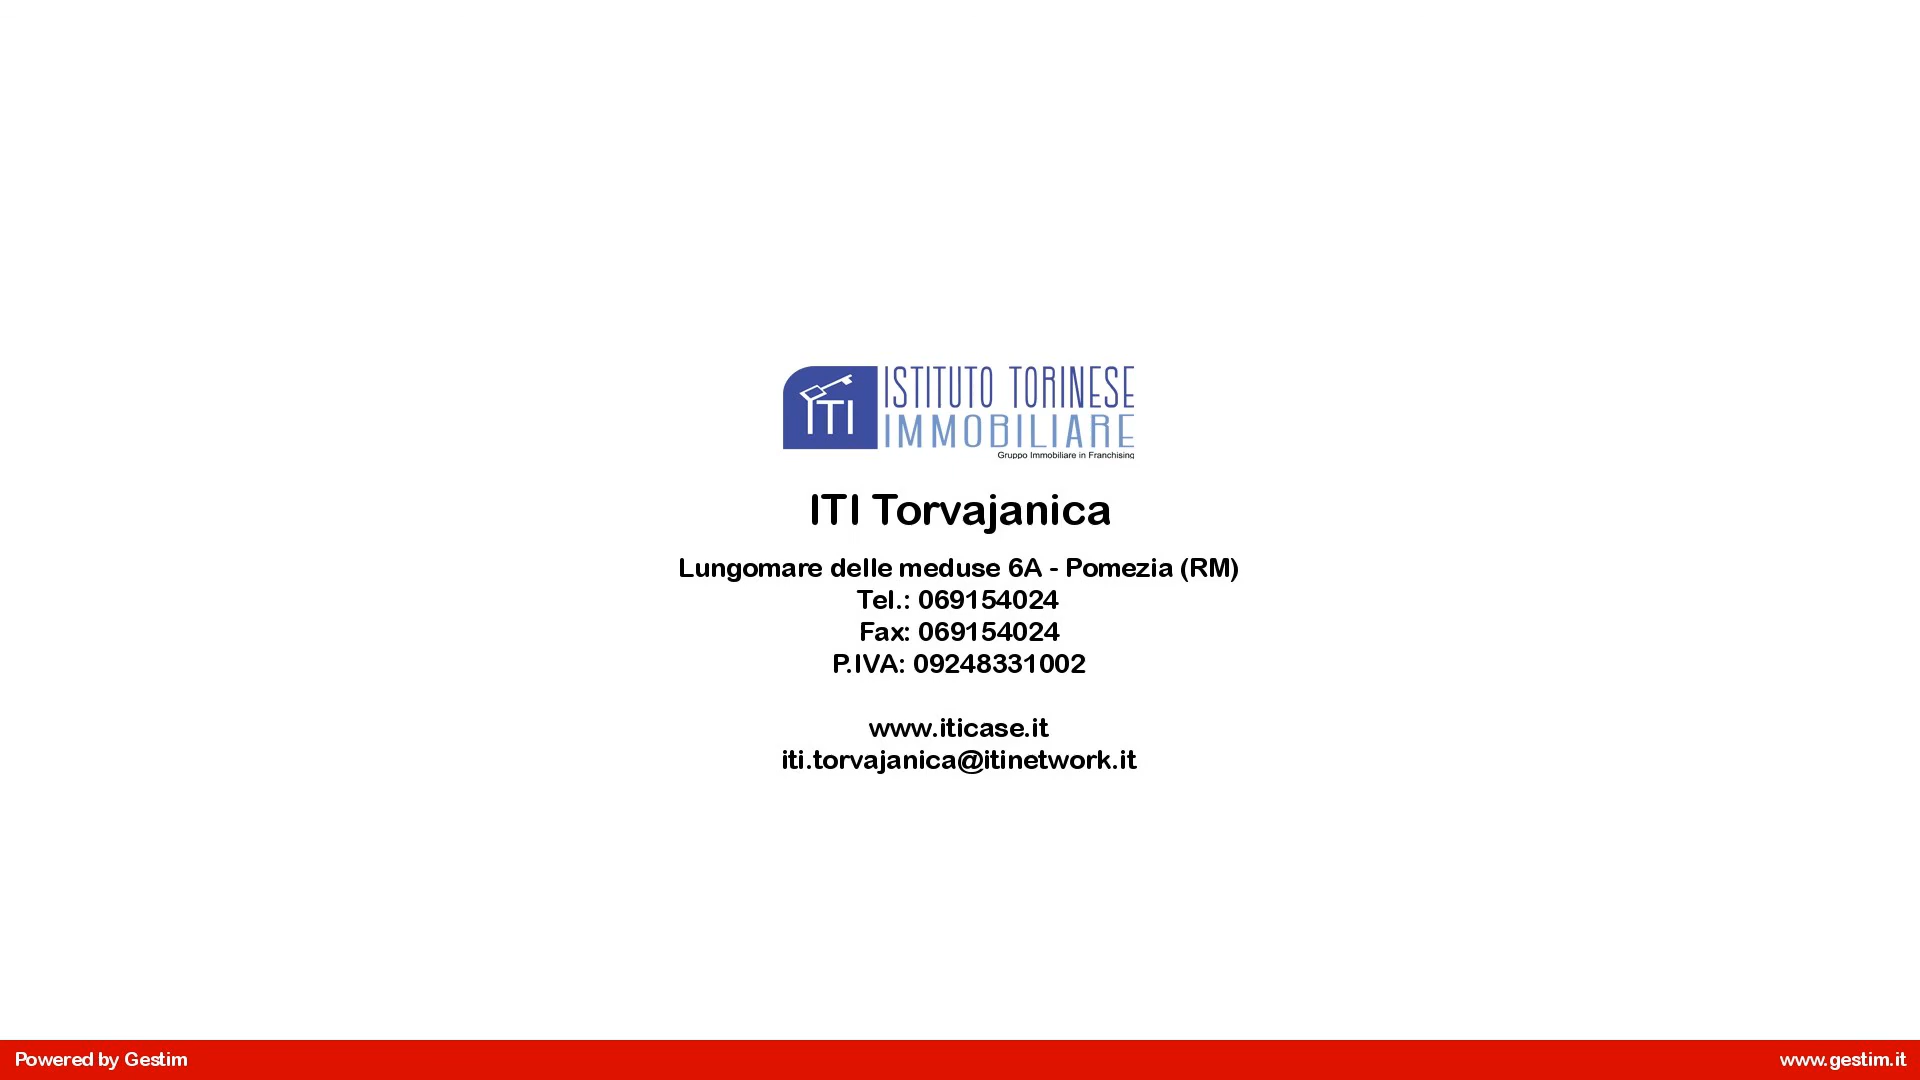 ITI
ISTITUTO TORINESE
IMMOBILIARE
Gruppo Immobiliare in Franchising
ITI Torvajanica
Lungomare delle meduse 6A - Pomezia (RM)
Tel.: 069154024
Fax: 069154024
P.IVA: 09248331002
www.iticase.it
iti.torvajanica@itinetwork.it
Powered by Gestim
www.gestim.it